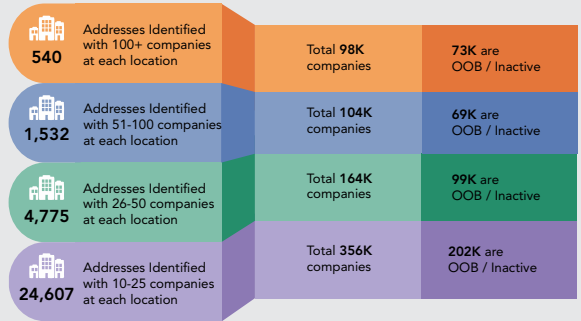 540
Addresses Identified
with 100+ companies
at each location
Total 98K
companies
73K are
OOB / Inactive
1,532
Addresses Identified
with 51-100 companies
at each location
Total 104K
companies
69K are
OOB / Inactive
4,775
Addresses Identified
with 26-50 companies
at each location
Total 164K
companies
99K are
OOB / Inactive
24,607
Addresses Identified
with 10-25 companies
at each location
Total 356K
companies
202K are
OOB / Inactive